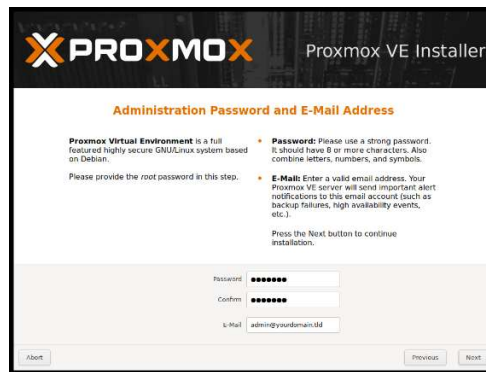 PROXMOX
Proxmox VE Installer
Administration Password and E-Mail Address
Proxmox Virtual Environment is a full
featured highly secure GNU/Linux system based
on Debian.
Please provide the root password in this step.
• Password: Please use a strong password.
It should have 8 or more characters. Also
combine letters, numbers, and symbols.
• E-Mail: Enter a valid email address. Your
Proxmox VE server will send important alert
notifications to this email account (such as
backup failures, high availability events,
etc.).
Press the Next button to continue
installation.
Password ●●●●●●●
Confirm ●●●●●●●
E-Mail admin@yourdomain.tld
Abort Previous Next